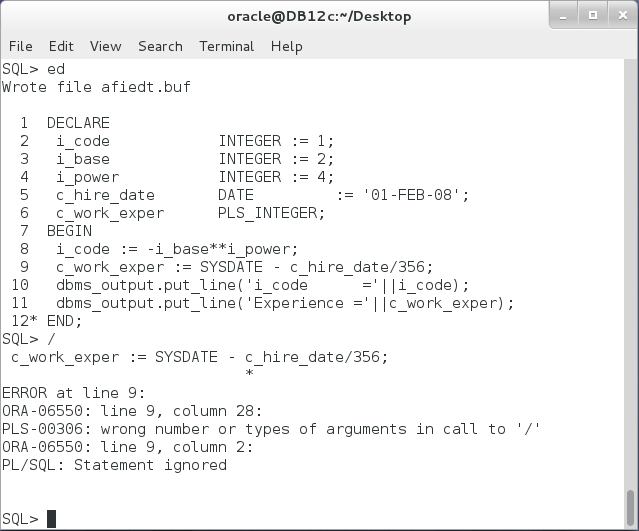 oracle@DB12c:~/Desktop
File Edit View Search Terminal Help
SQL> ed
Wrote file afiedt.buf
1 DECLARE
2 i_code INTEGER := 1;
3 i_base INTEGER := 2;
4 i_power INTEGER := 4;
5 c_hire_date DATE := '01-FEB-08';
6 c_work_exper PLS_INTEGER;
7 BEGIN
8 i_code := -i_base**i_power;
9 c_work_exper := SYSDATE - c_hire_date/356;
10 dbms_output.put_line('i_code ='||i_code);
11 dbms_output.put_line('Experience ='||c_work_exper);
12* END;
SQL> /
c_work_exper := SYSDATE - c_hire_date/356;
*
ERROR at line 9:
ORA-06550: line 9, column 28:
PLS-00306: wrong number or types of arguments in call to '/'
ORA-06550: line 9, column 2:
PL/SQL: Statement ignored
SQL>